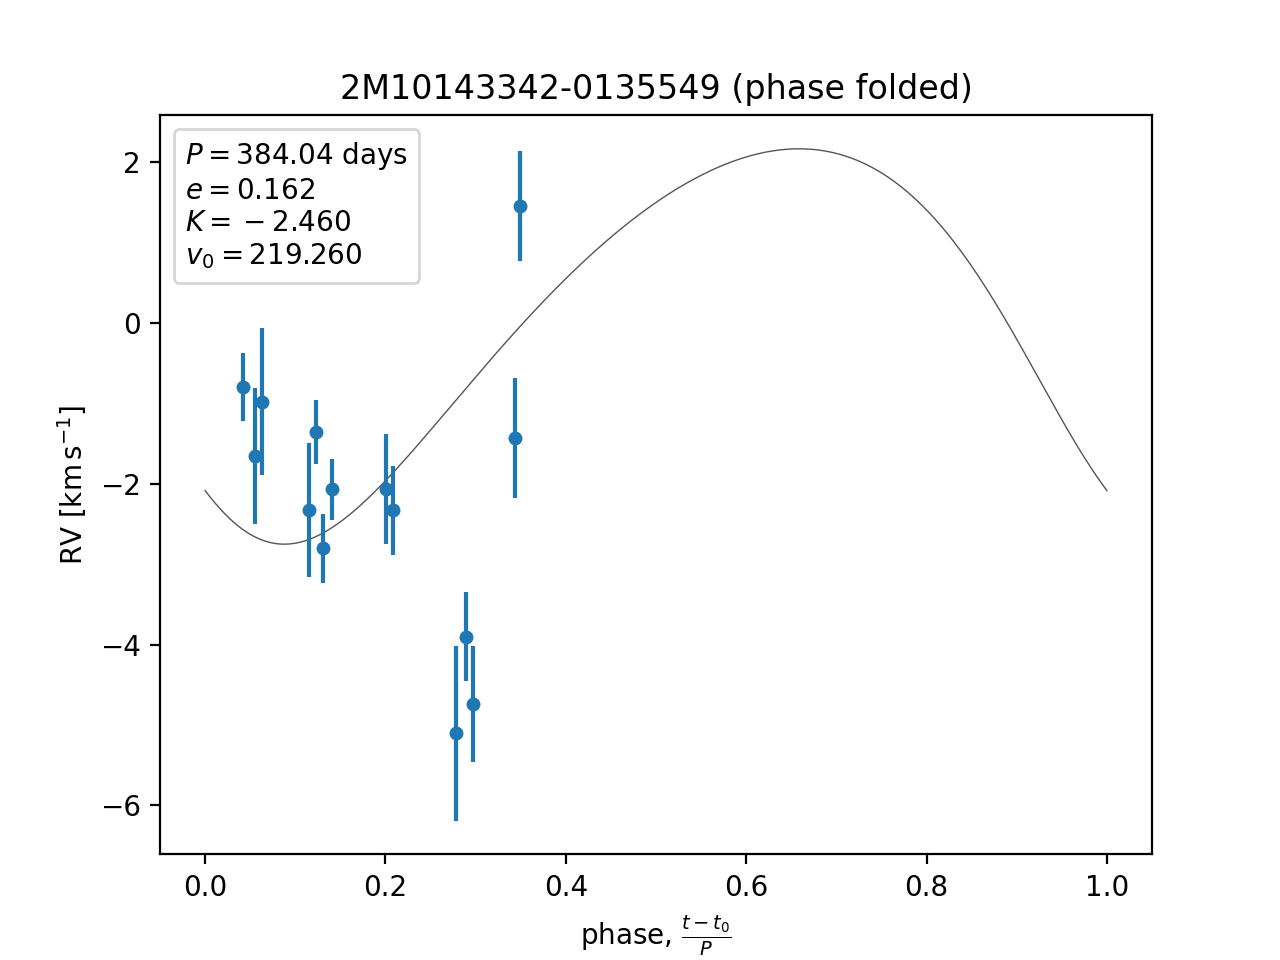 2M10143342-0135549 (phase folded)
P = 384.04 days
e = 0.162
K = −2.460
v₀ = 219.260
2
0
−2
−4
−6
RV [km s⁻¹]
0.0 0.2 0.4 0.6 0.8 1.0
phase, (t − t₀)/P